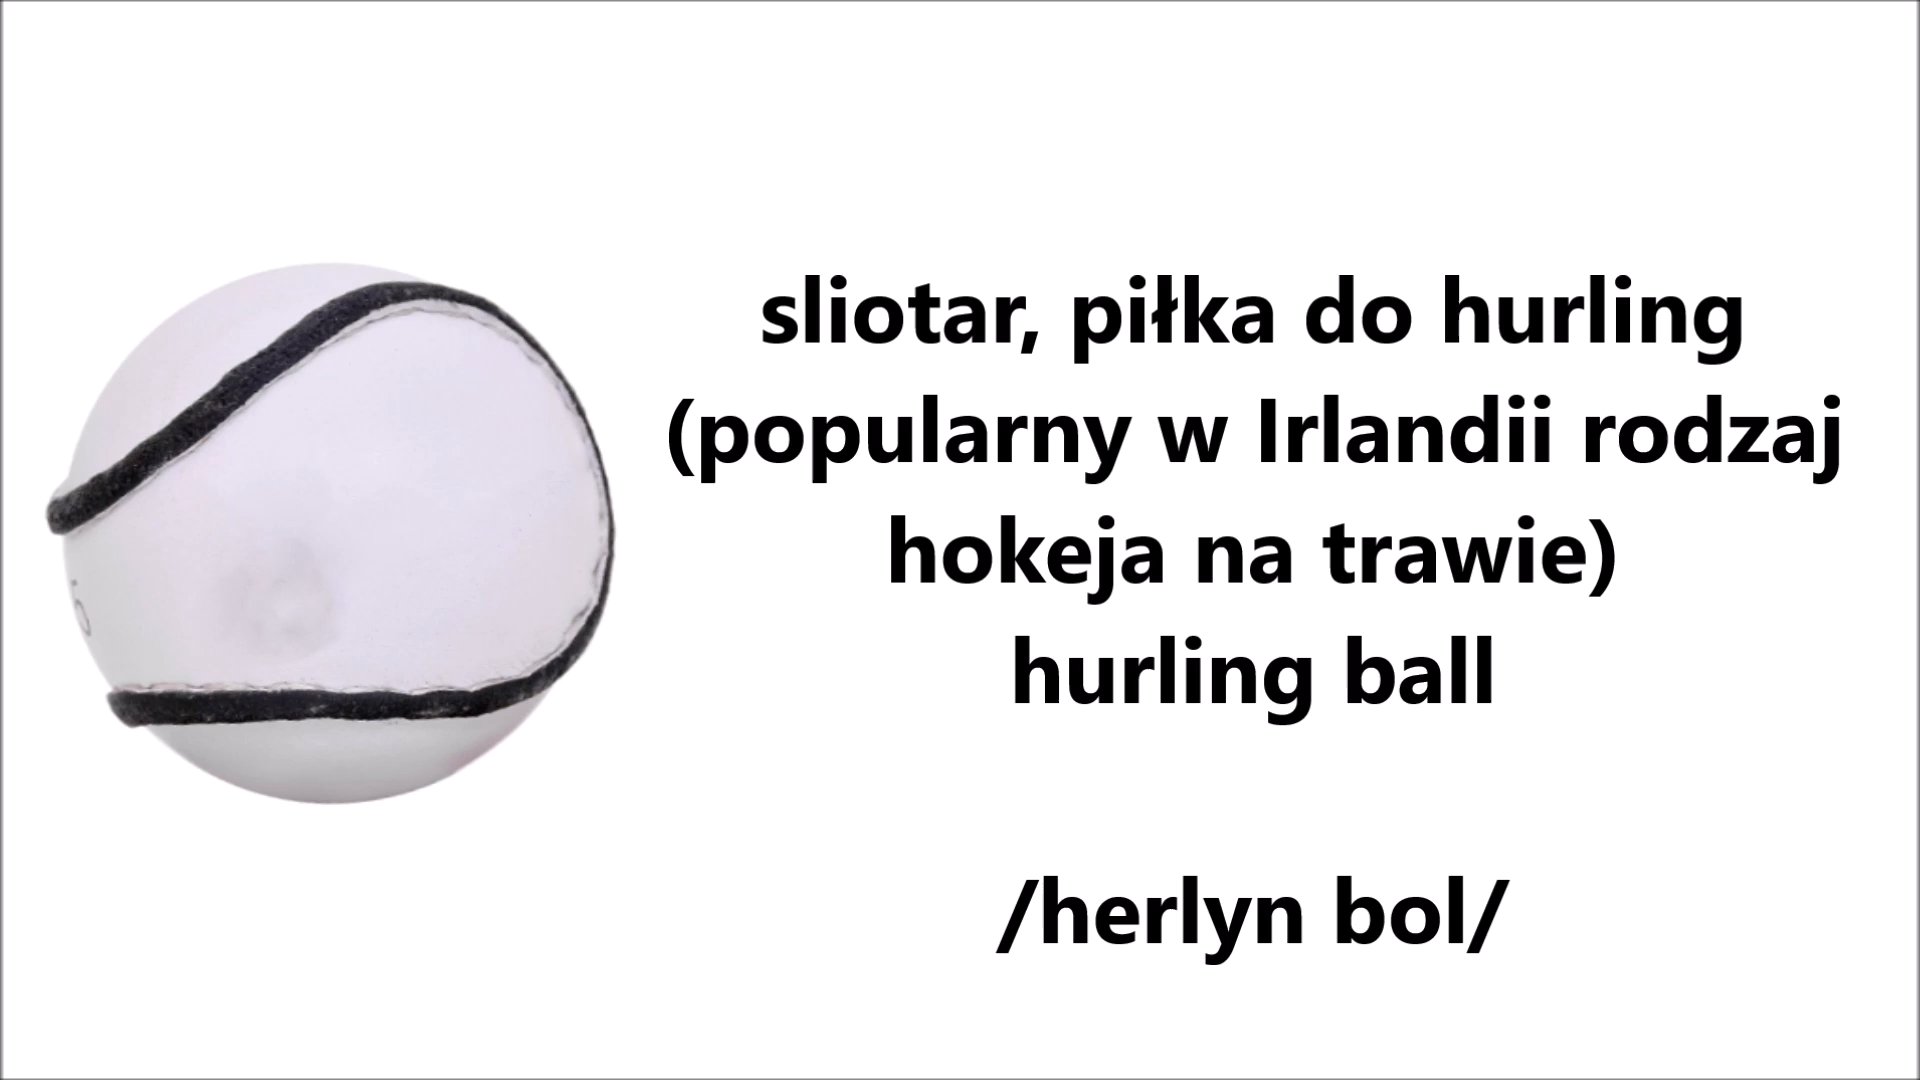 sliotar, piłka do hurling
(popularny w Irlandii rodzaj
hokeja na trawie)
hurling ball
/herlyn bol/